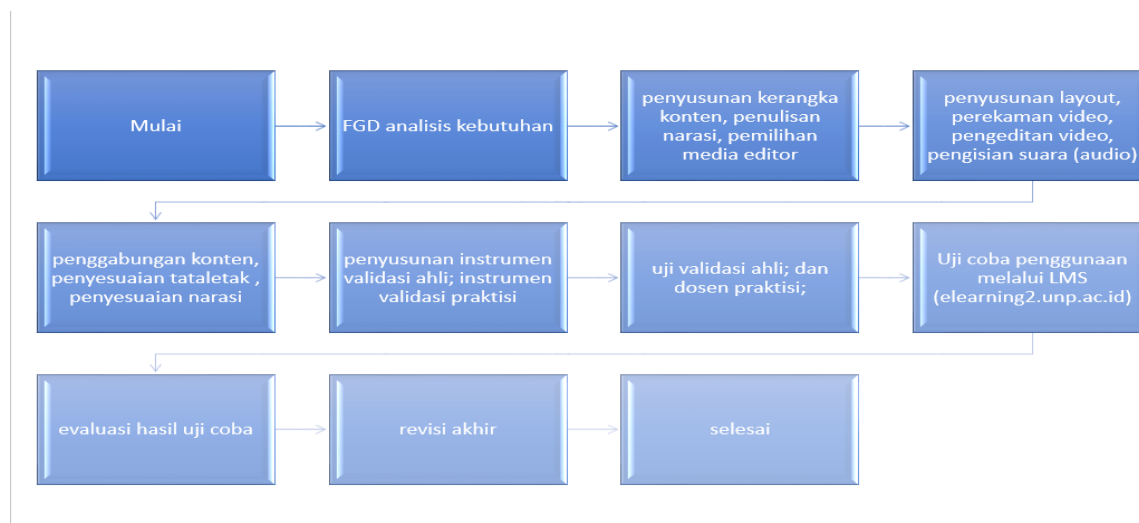 Mulai
FGD analisis kebutuhan
penyusunan kerangka
konten, penulisan
narasi, pemilihan
media editor
penyusunan layout,
perekaman video,
pengeditan video,
pengisian suara (audio)
penggabungan konten,
penyesuaian tataletak ,
penyesuaian narasi
penyusunan instrumen
validasi ahli; instrumen
validasi praktisi
uji validasi ahli; dan
dosen praktisi;
Uji coba penggunaan
melalui LMS
(elearning2.unp.ac.id)
evaluasi hasil uji coba
revisi akhir
selesai